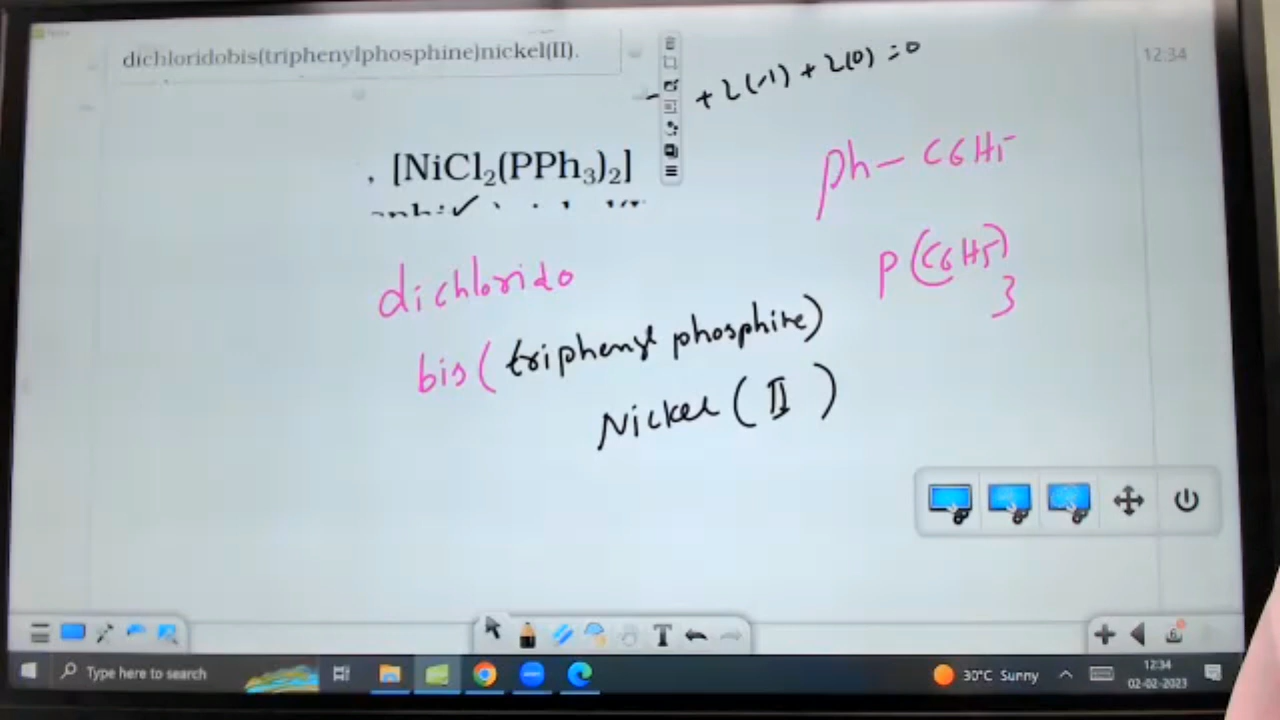 dichloridobis(triphenylphosphine)nickel(II).
12:34
+ 2(-1) + 2(0) = 0
, [NiCl₂(PPh₃)₂]
Ph - C6H5
dichlorido
P(C6H5)3
bis(triphenyl phosphine)
Nickel(II)
Type here to search
30°C Sunny
12:34
02-02-2023